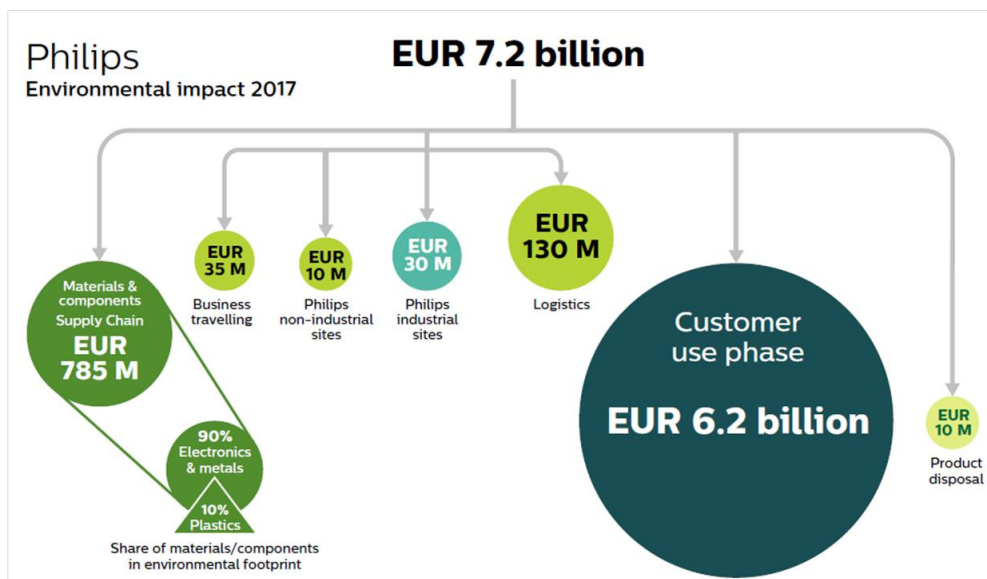 Philips
Environmental impact 2017
EUR 7.2 billion
Materials &
components
Supply Chain
EUR
785 M
90%
Electronics
& metals
10%
Plastics
Share of materials/components
in environmental footprint
EUR
35 M
Business
travelling
EUR
10 M
Philips
non-industrial
sites
EUR
30 M
Philips
industrial
sites
EUR
130 M
Logistics
Customer
use phase
EUR 6.2 billion
EUR
10 M
Product
disposal